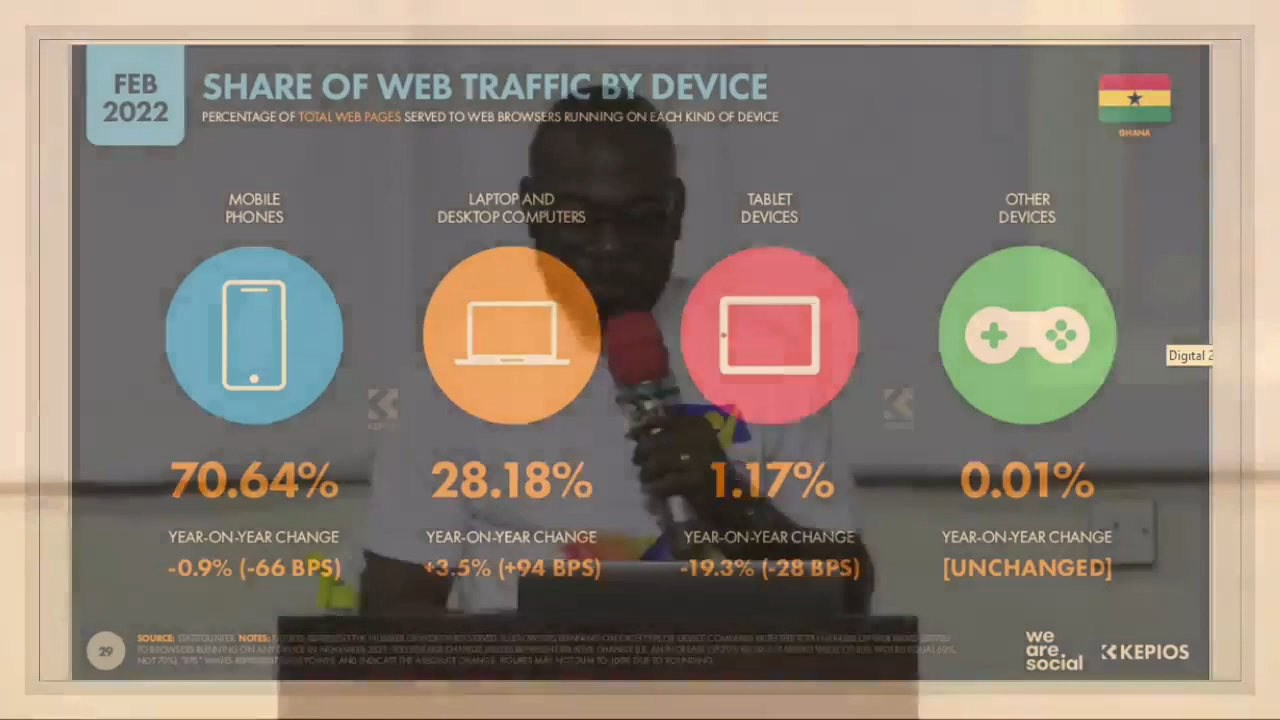 FEB
2022
SHARE OF WEB TRAFFIC BY DEVICE
PERCENTAGE OF TOTAL WEB PAGES SERVED TO WEB BROWSERS RUNNING ON EACH KIND OF DEVICE
GHANA
MOBILE
PHONES
LAPTOP AND
DESKTOP COMPUTERS
TABLET
DEVICES
OTHER
DEVICES
Digital 2
KEPIOS
70.64%
28.18%
1.17%
0.01%
YEAR-ON-YEAR CHANGE
YEAR-ON-YEAR CHANGE
YEAR-ON-YEAR CHANGE
YEAR-ON-YEAR CHANGE
-0.9% (-66 BPS)
+3.5% (+94 BPS)
-19.3% (-28 BPS)
[UNCHANGED]
29
SOURCE: STATCOUNTER. NOTES:
we
are
social
KEPIOS